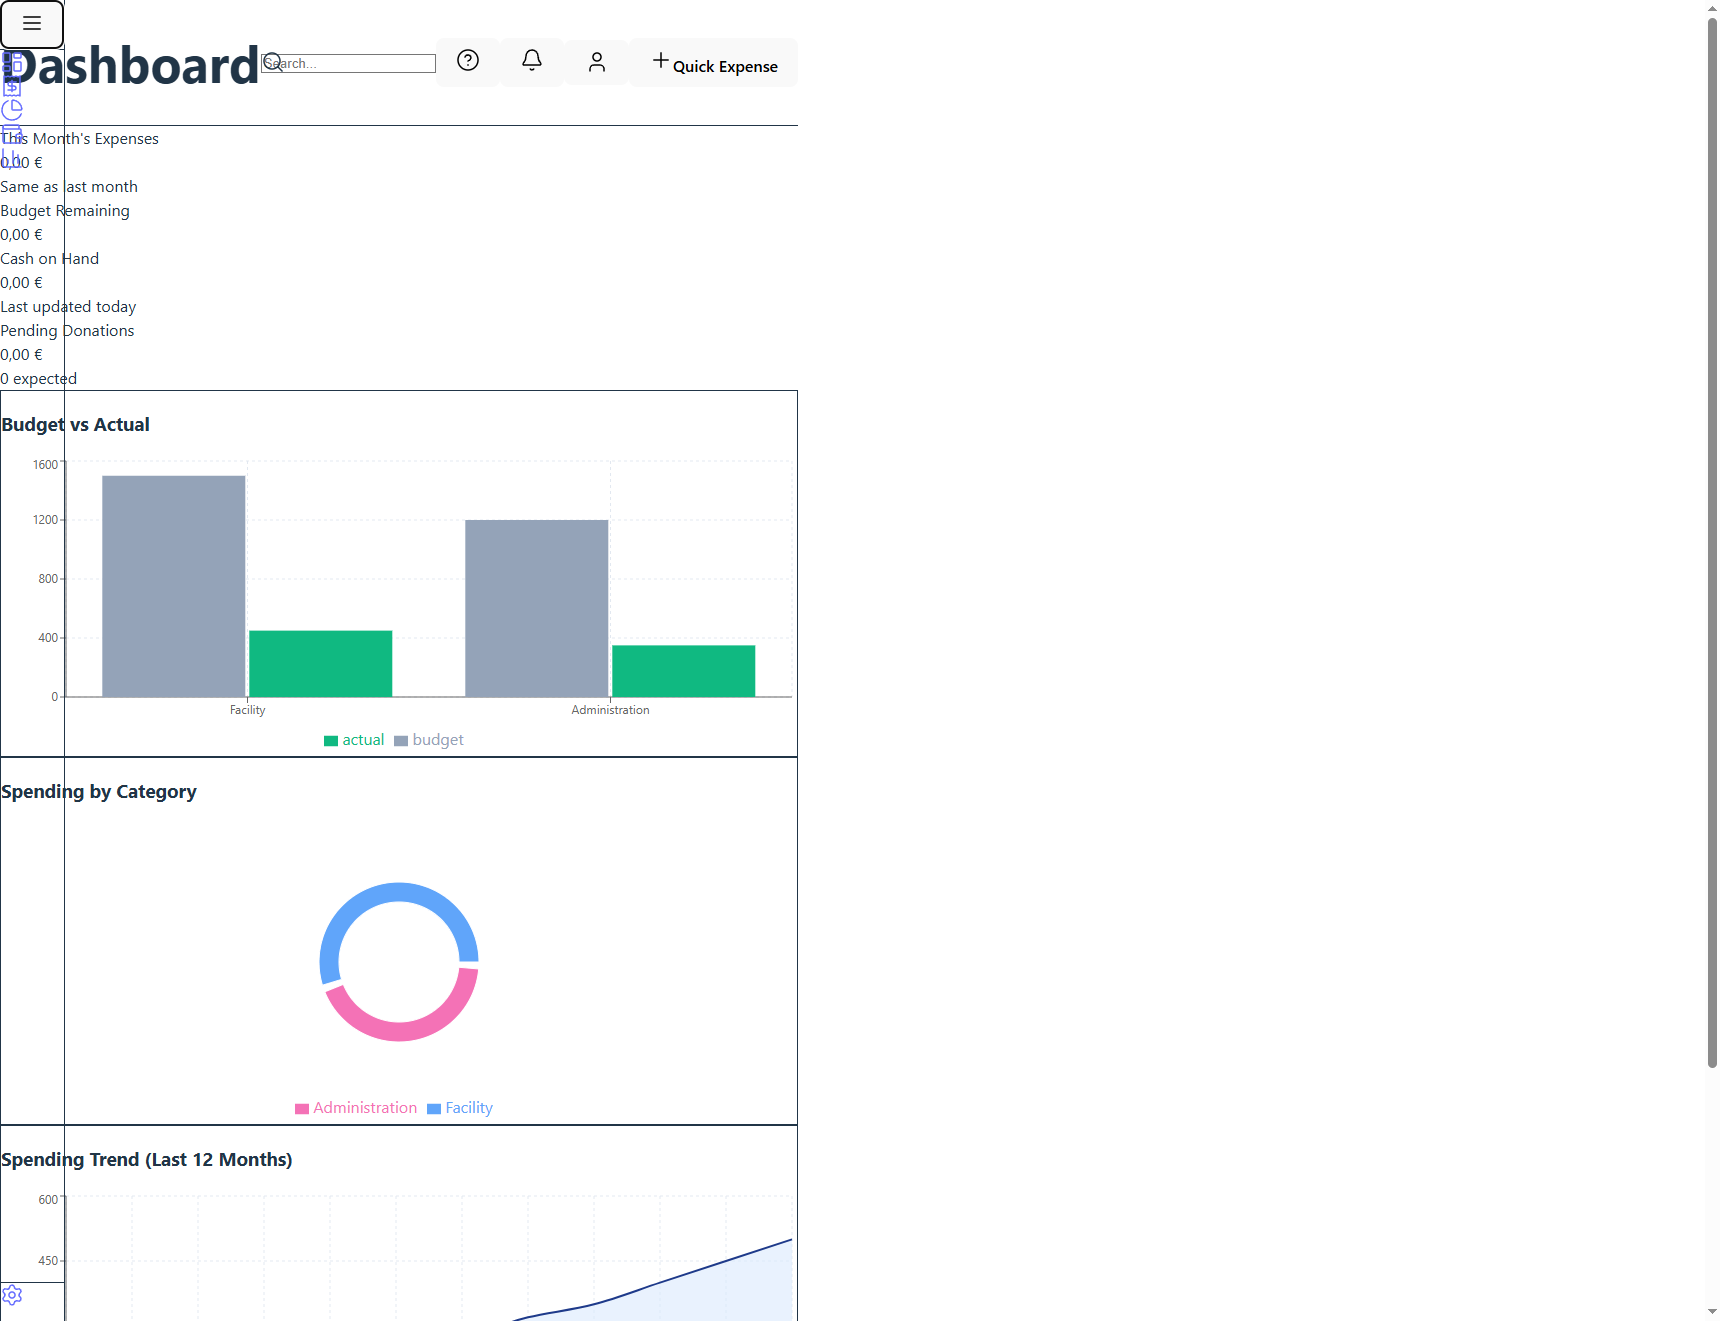 Dashboard
Search...
Quick Expense
This Month's Expenses
0,00 €
Same as last month
Budget Remaining
0,00 €
Cash on Hand
0,00 €
Last updated today
Pending Donations
0,00 €
0 expected
Budget vs Actual
1600
1200
800
400
0
Facility Administration
actual budget
Spending by Category
Administration Facility
Spending Trend (Last 12 Months)
600
450